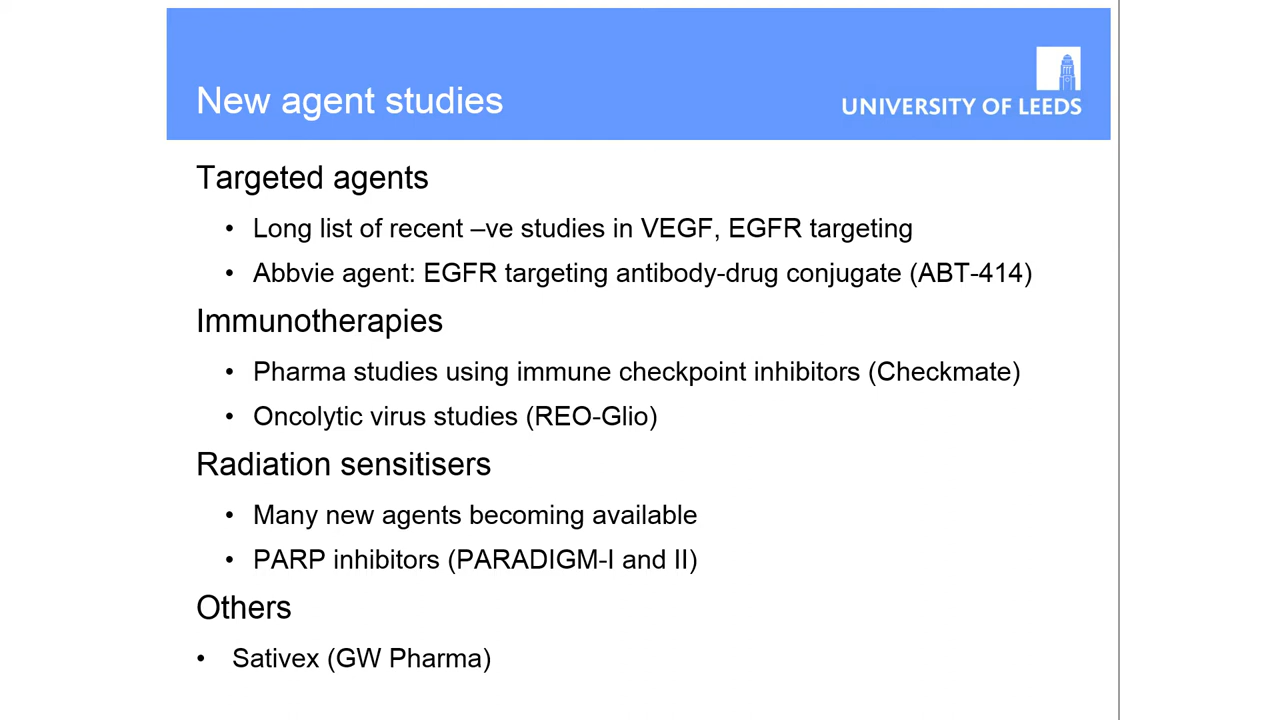 New agent studies
UNIVERSITY OF LEEDS
Targeted agents
• Long list of recent –ve studies in VEGF, EGFR targeting
• Abbvie agent: EGFR targeting antibody-drug conjugate (ABT-414)
Immunotherapies
• Pharma studies using immune checkpoint inhibitors (Checkmate)
• Oncolytic virus studies (REO-Glio)
Radiation sensitisers
• Many new agents becoming available
• PARP inhibitors (PARADIGM-I and II)
Others
• Sativex (GW Pharma)